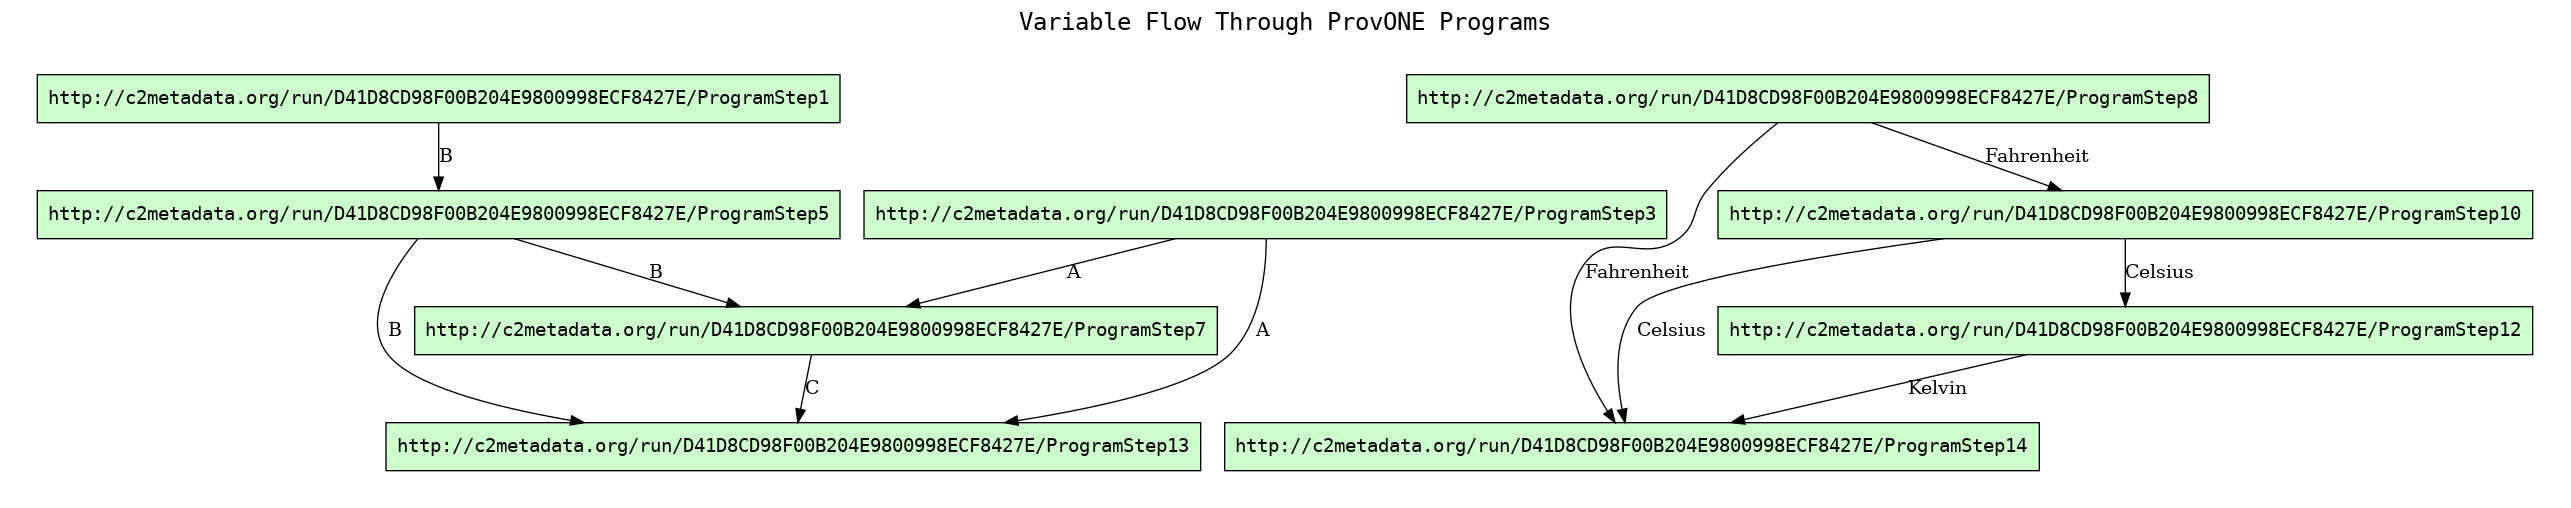 Variable Flow Through ProvONE Programs
http://c2metadata.org/run/D41D8CD98F00B204E9800998ECF8427E/ProgramStep1
http://c2metadata.org/run/D41D8CD98F00B204E9800998ECF8427E/ProgramStep8
B
Fahrenheit
http://c2metadata.org/run/D41D8CD98F00B204E9800998ECF8427E/ProgramStep5
http://c2metadata.org/run/D41D8CD98F00B204E9800998ECF8427E/ProgramStep3
http://c2metadata.org/run/D41D8CD98F00B204E9800998ECF8427E/ProgramStep10
B
A
Fahrenheit
Celsius
B
http://c2metadata.org/run/D41D8CD98F00B204E9800998ECF8427E/ProgramStep7
A
Celsius
http://c2metadata.org/run/D41D8CD98F00B204E9800998ECF8427E/ProgramStep12
C
Kelvin
http://c2metadata.org/run/D41D8CD98F00B204E9800998ECF8427E/ProgramStep13
http://c2metadata.org/run/D41D8CD98F00B204E9800998ECF8427E/ProgramStep14